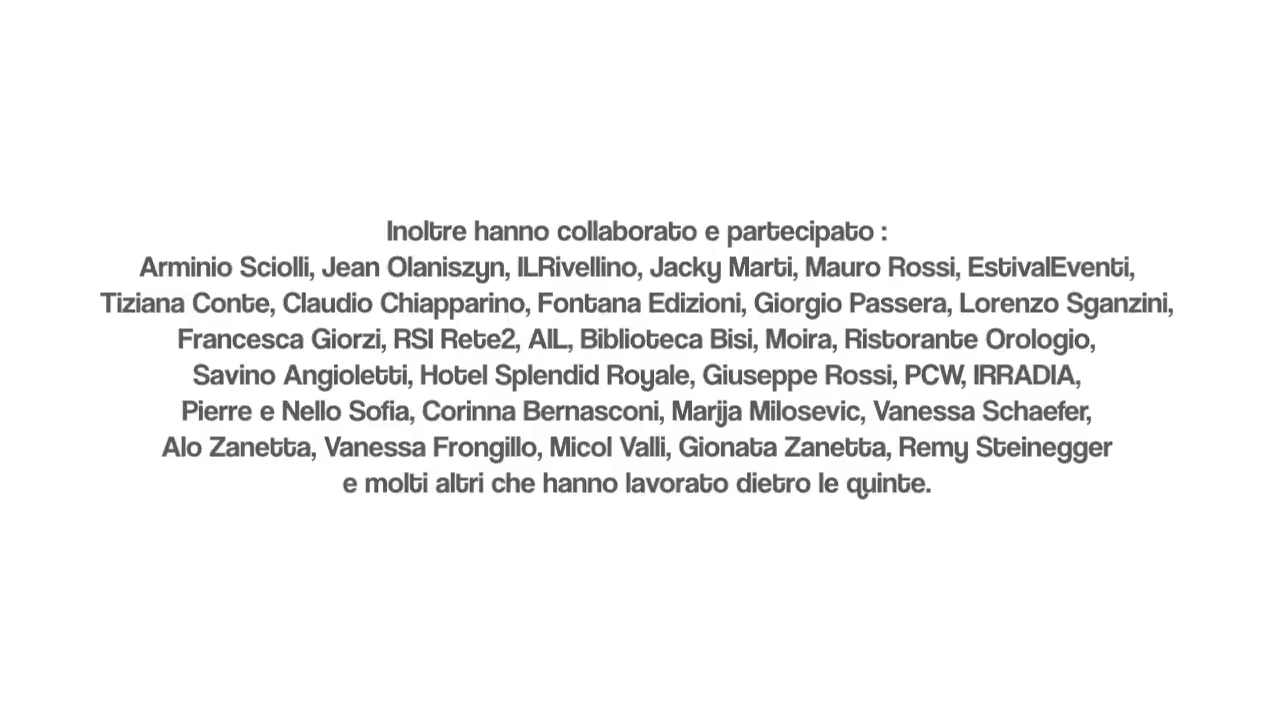 Inoltre hanno collaborato e partecipato :
Arminio Sciolli, Jean Olaniszyn, ILRivellino, Jacky Marti, Mauro Rossi, EstivalEventi,
Tiziana Conte, Claudio Chiapparino, Fontana Edizioni, Giorgio Passera, Lorenzo Sganzini,
Francesca Giorzi, RSI Rete2, AIL, Biblioteca Bisi, Moira, Ristorante Orologio,
Savino Angioletti, Hotel Splendid Royale, Giuseppe Rossi, PCW, IRRADIA,
Pierre e Nello Sofia, Corinna Bernasconi, Marija Milosevic, Vanessa Schaefer,
Alo Zanetta, Vanessa Frongillo, Micol Valli, Gionata Zanetta, Remy Steinegger
e molti altri che hanno lavorato dietro le quinte.